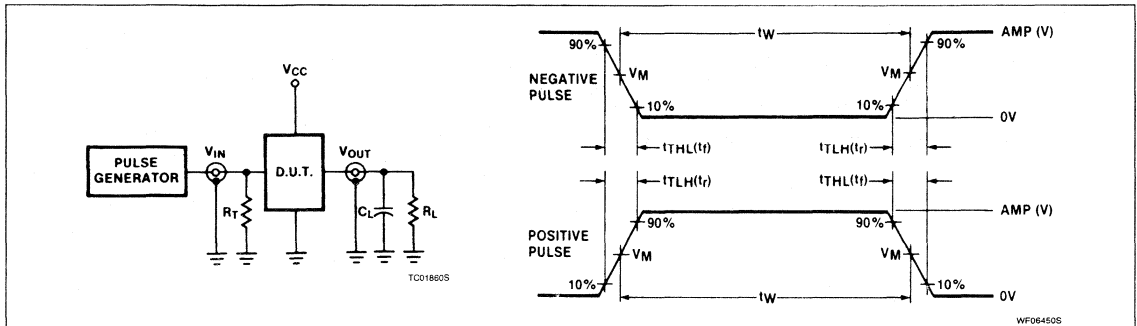 VCC
PULSE GENERATOR
VIN
D.U.T.
VOUT
RT
CL
RL
TC01860S
NEGATIVE PULSE
90%
VM
10%
tW
10%
VM
90%
AMP (V)
0V
tTHL(tf)
tTLH(tr)
tTLH(tr)
tTHL(tf)
POSITIVE PULSE
90%
VM
10%
tW
90%
VM
10%
AMP (V)
0V
WF06450S